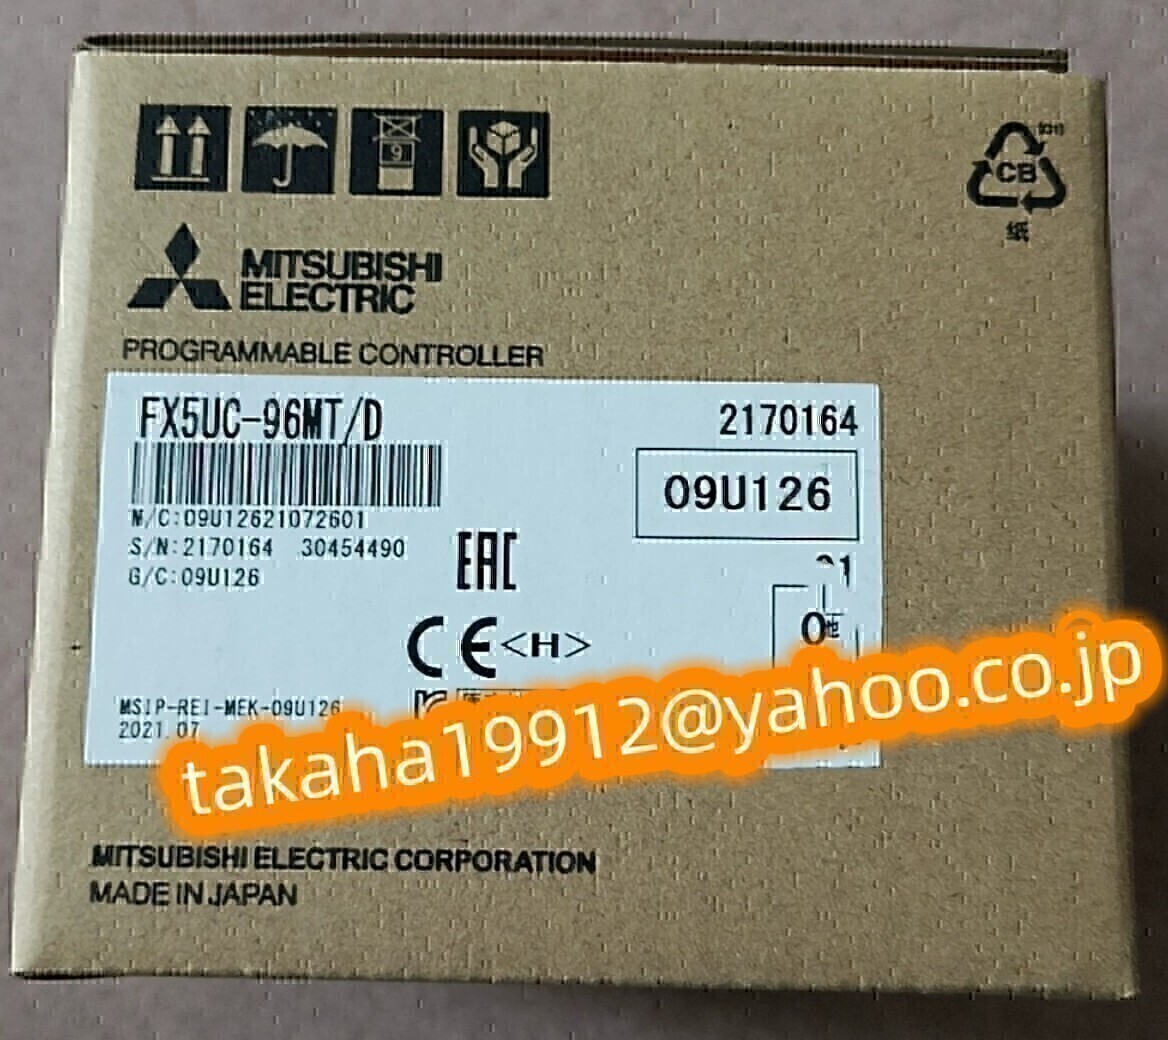 9
CB
纸
MITSUBISHI
ELECTRIC
PROGRAMMABLE CONTROLLER
FX5UC-96MT/D 2170164
09U126
M/C:09U12621072601
S/N:2170164 30454490
G/C:09U126
EAC
CE <H>
MSIP-REI-MEK-09U126
2021.07
takaha19912@yahoo.co.jp
MITSUBISHI ELECTRIC CORPORATION
MADE IN JAPAN